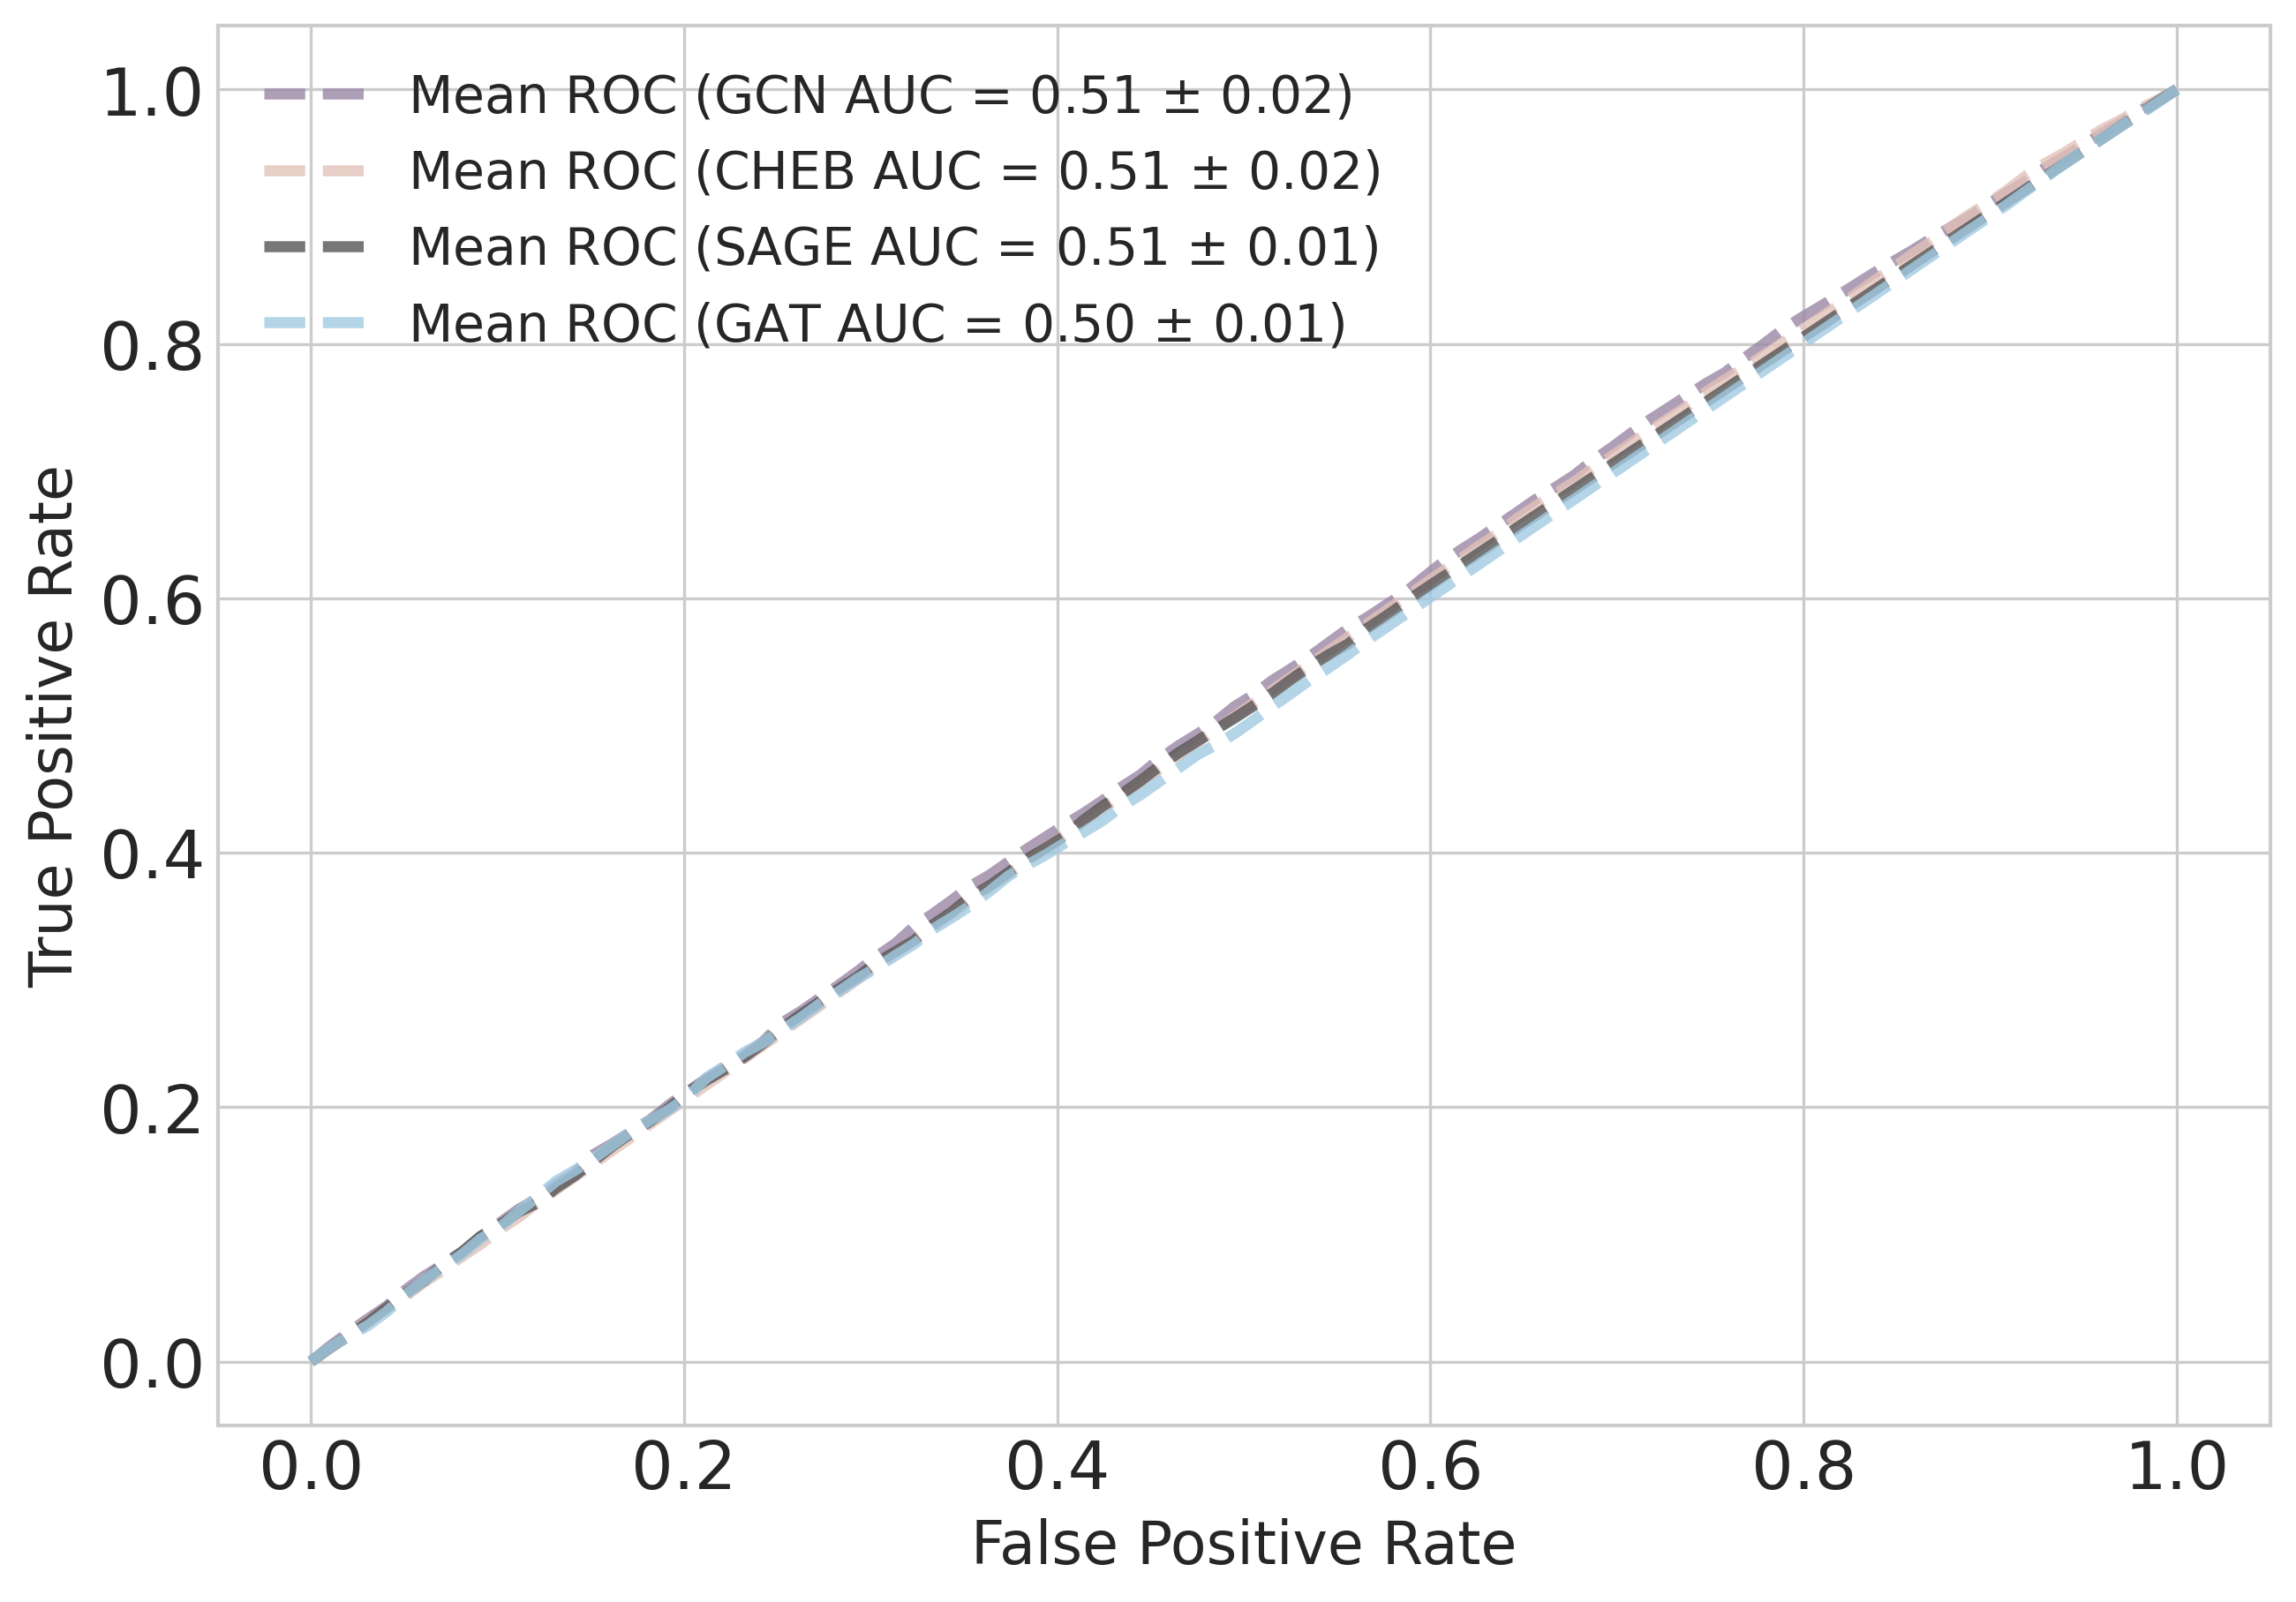 Mean ROC (GCN AUC = 0.51 ± 0.02)
Mean ROC (CHEB AUC = 0.51 ± 0.02)
Mean ROC (SAGE AUC = 0.51 ± 0.01)
Mean ROC (GAT AUC = 0.50 ± 0.01)
True Positive Rate
1.0
0.8
0.6
0.4
0.2
0.0
0.0 0.2 0.4 0.6 0.8 1.0
False Positive Rate